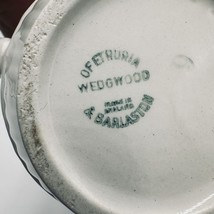 OF ETRURIA
WEDGWOOD
MADE IN
ENGLAND
& BARLASTON